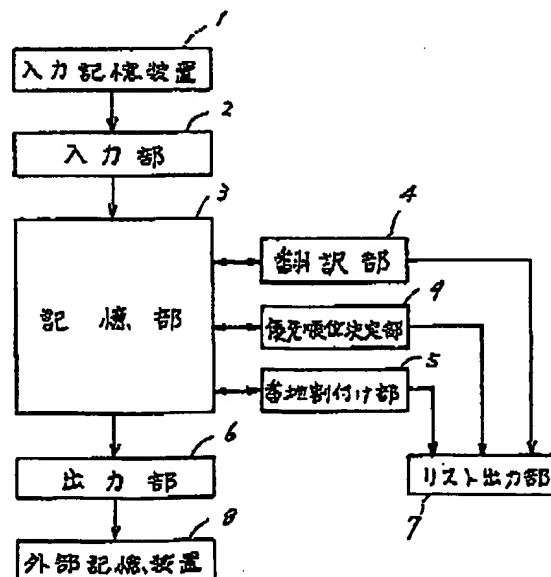 1
入力記憶装置
2
入力部
3
記憶部
4
翻訳部
9
優先順位決定部
5
番地割付け部
6
出力部
リスト出力部
7
8
外部記憶装置